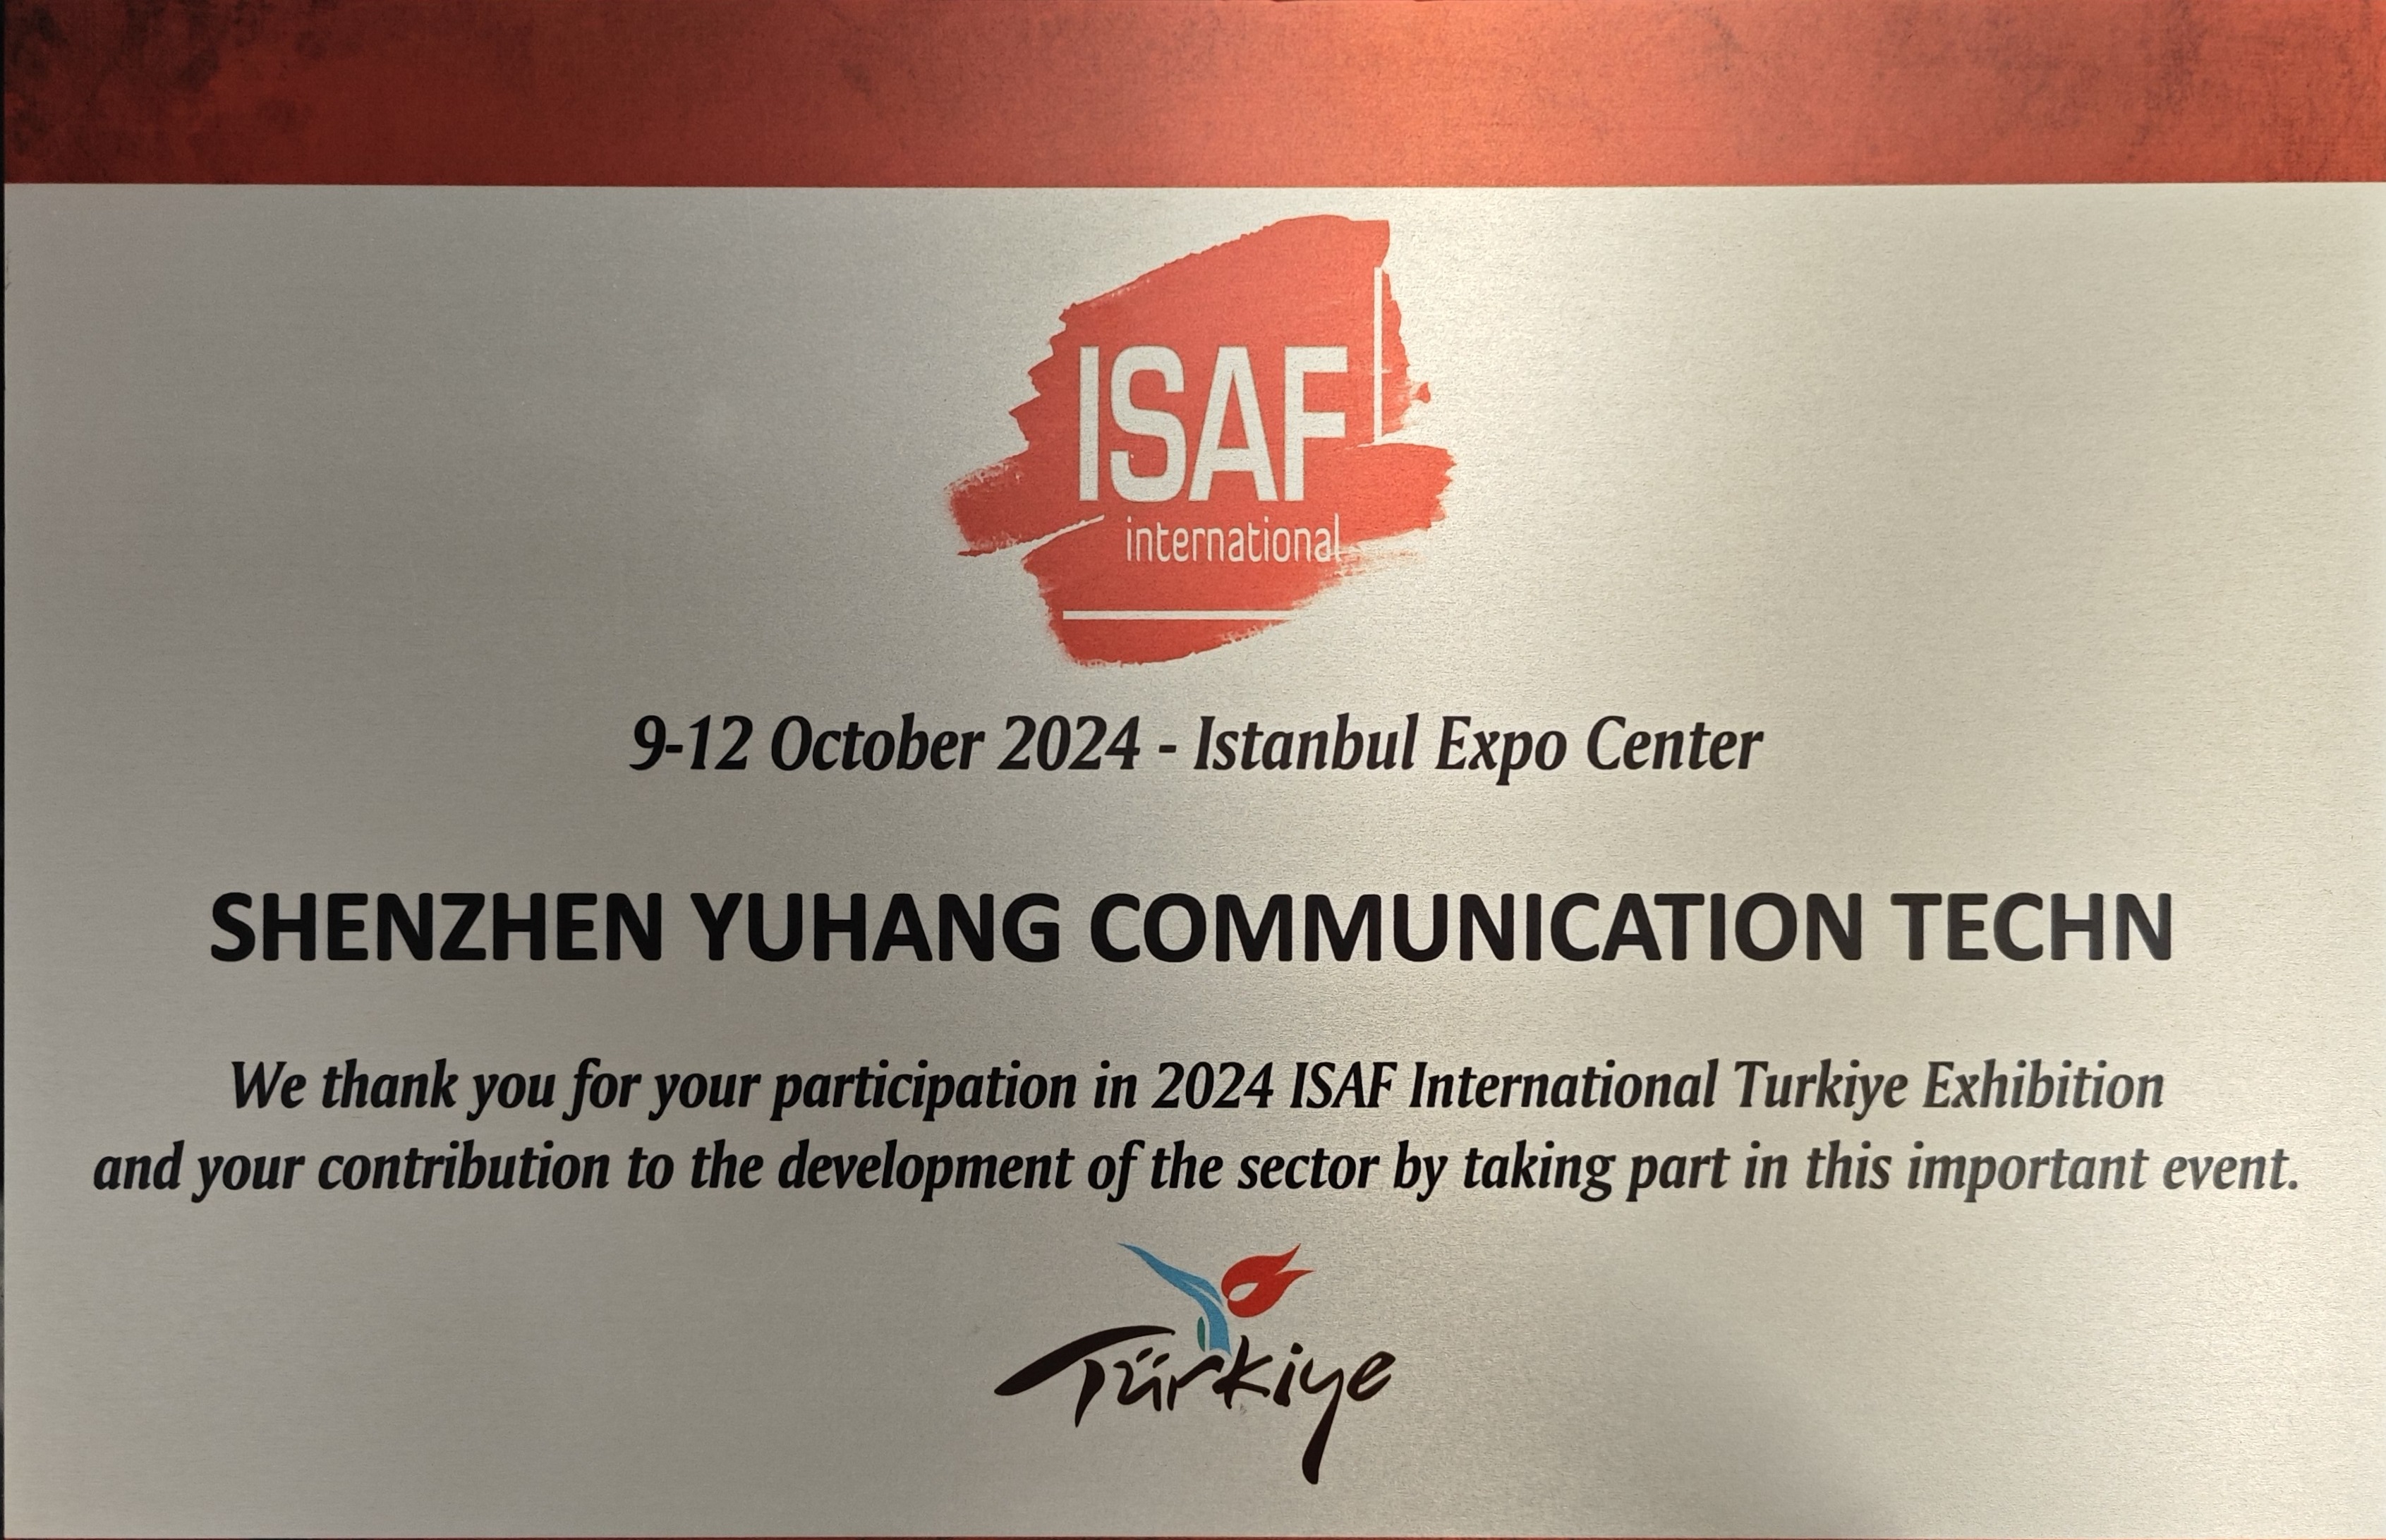 ISAF
international
9-12 October 2024 - Istanbul Expo Center
SHENZHEN YUHANG COMMUNICATION TECHN
We thank you for your participation in 2024 ISAF International Turkiye Exhibition
and your contribution to the development of the sector by taking part in this important event.
Türkiye